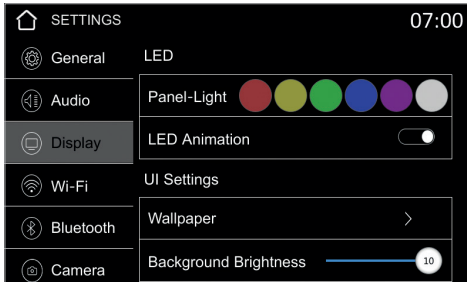 SETTINGS
07:00
General
Audio
Display
Wi-Fi
Bluetooth
Camera
LED
Panel-Light
LED Animation
UI Settings
Wallpaper
Background Brightness
10